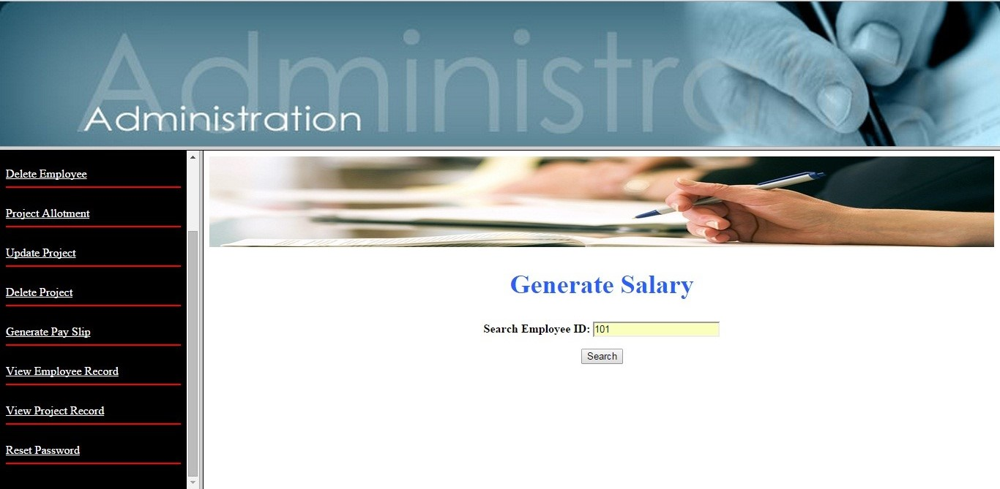 Administr
Administration
Delete Employee
Project Allotment
Update Project
Delete Project
Generate Pay Slip
View Employee Record
View Project Record
Reset Password
Generate Salary
Search Employee ID: 101
Search